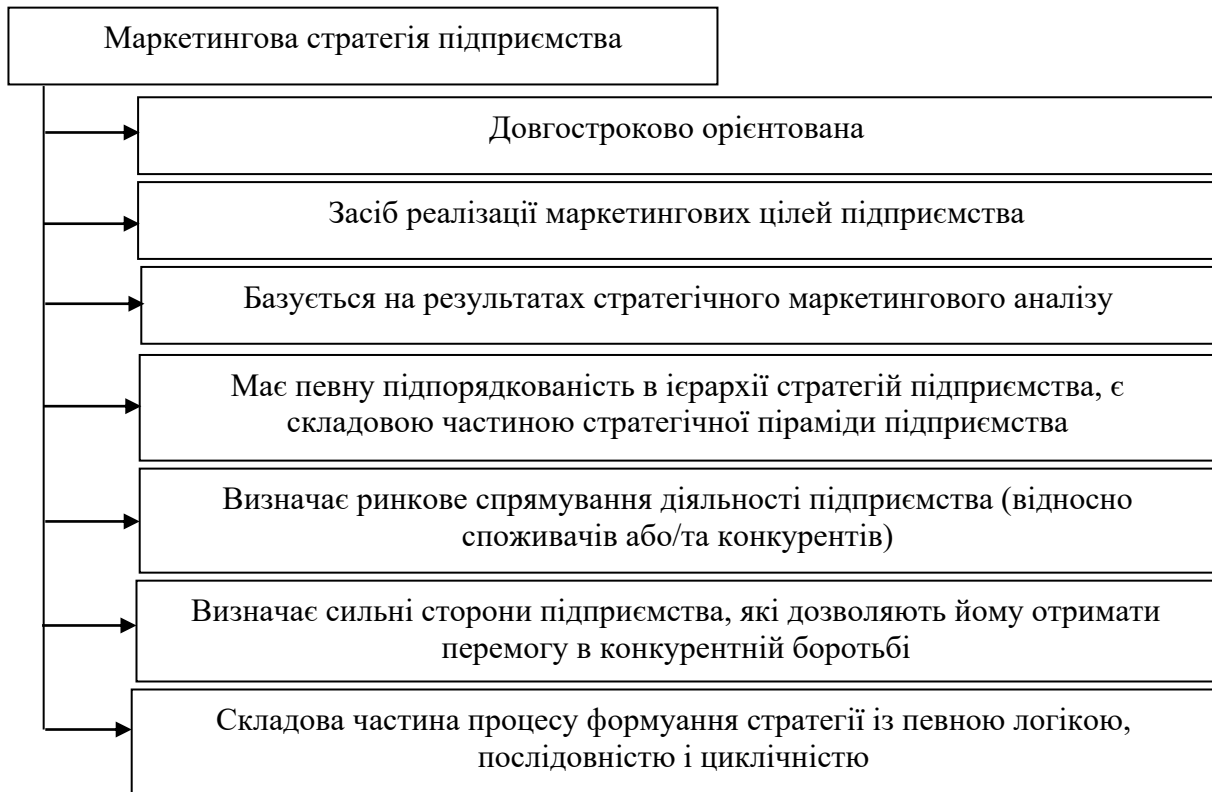 Маркетингова стратегія підприємства
Довгостроково орієнтована
Засіб реалізації маркетингових цілей підприємства
Базується на результатах стратегічного маркетингового аналізу
Має певну підпорядкованість в ієрархії стратегій підприємства, є
складовою частиною стратегічної піраміди підприємства
Визначає ринкове спрямування діяльності підприємства (відносно
споживачів або/та конкурентів)
Визначає сильні сторони підприємства, які дозволяють йому отримати
перемогу в конкурентній боротьбі
Складова частина процесу формуання стратегії із певною логікою,
послідовністю і циклічністю